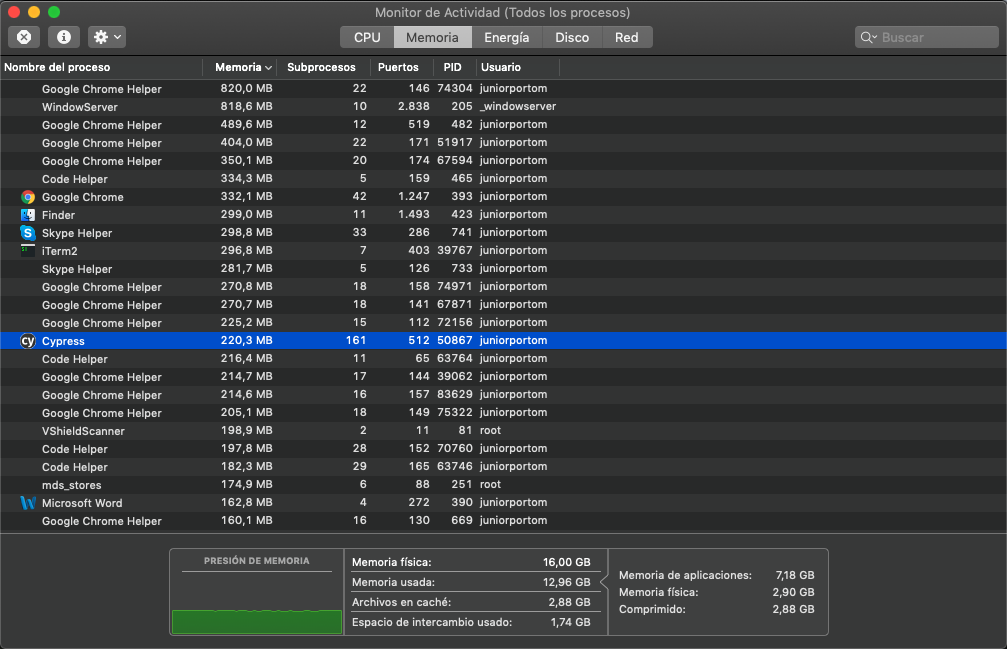 Monitor de Actividad (Todos los procesos)
CPU Memoria Energía Disco Red Buscar
Nombre del proceso Memoria Subprocesos Puertos PID Usuario
Google Chrome Helper 820,0 MB 22 146 74304 juniorportom
WindowServer 818,6 MB 10 2.838 205 _windowserver
Google Chrome Helper 489,6 MB 12 519 482 juniorportom
Google Chrome Helper 404,0 MB 22 171 51917 juniorportom
Google Chrome Helper 350,1 MB 20 174 67594 juniorportom
Code Helper 334,3 MB 5 159 465 juniorportom
Google Chrome 332,1 MB 42 1.247 393 juniorportom
Finder 299,0 MB 11 1.493 423 juniorportom
S Skype Helper 298,8 MB 33 286 741 juniorportom
iTerm2 296,8 MB 7 403 39767 juniorportom
Skype Helper 281,7 MB 5 126 733 juniorportom
Google Chrome Helper 270,8 MB 18 158 74971 juniorportom
Google Chrome Helper 270,7 MB 18 141 67871 juniorportom
Google Chrome Helper 225,2 MB 15 112 72156 juniorportom
cy Cypress 220,3 MB 161 512 50867 juniorportom
Code Helper 216,4 MB 11 65 63764 juniorportom
Google Chrome Helper 214,7 MB 17 144 39062 juniorportom
Google Chrome Helper 214,6 MB 16 157 83629 juniorportom
Google Chrome Helper 205,1 MB 18 149 75322 juniorportom
VShieldScanner 198,9 MB 2 11 81 root
Code Helper 197,8 MB 28 152 70760 juniorportom
Code Helper 182,3 MB 29 165 63746 juniorportom
mds_stores 174,9 MB 6 88 251 root
W Microsoft Word 162,8 MB 4 272 390 juniorportom
Google Chrome Helper 160,1 MB 16 130 669 juniorportom
PRESIÓN DE MEMORIA
Memoria física: 16,00 GB
Memoria usada: 12,96 GB
Archivos en caché: 2,88 GB
Espacio de intercambio usado: 1,74 GB
Memoria de aplicaciones: 7,18 GB
Memoria física: 2,90 GB
Comprimido: 2,88 GB